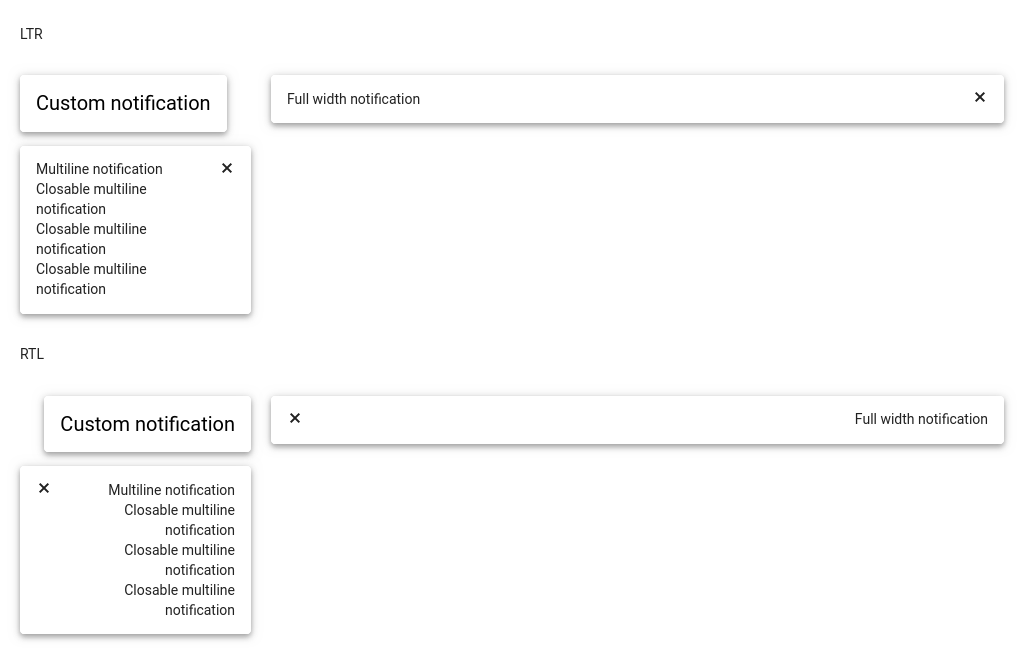 LTR
Custom notification
Full width notification
Multiline notification
Closable multiline
notification
Closable multiline
notification
Closable multiline
notification
RTL
Custom notification
Full width notification
Multiline notification
Closable multiline
notification
Closable multiline
notification
Closable multiline
notification